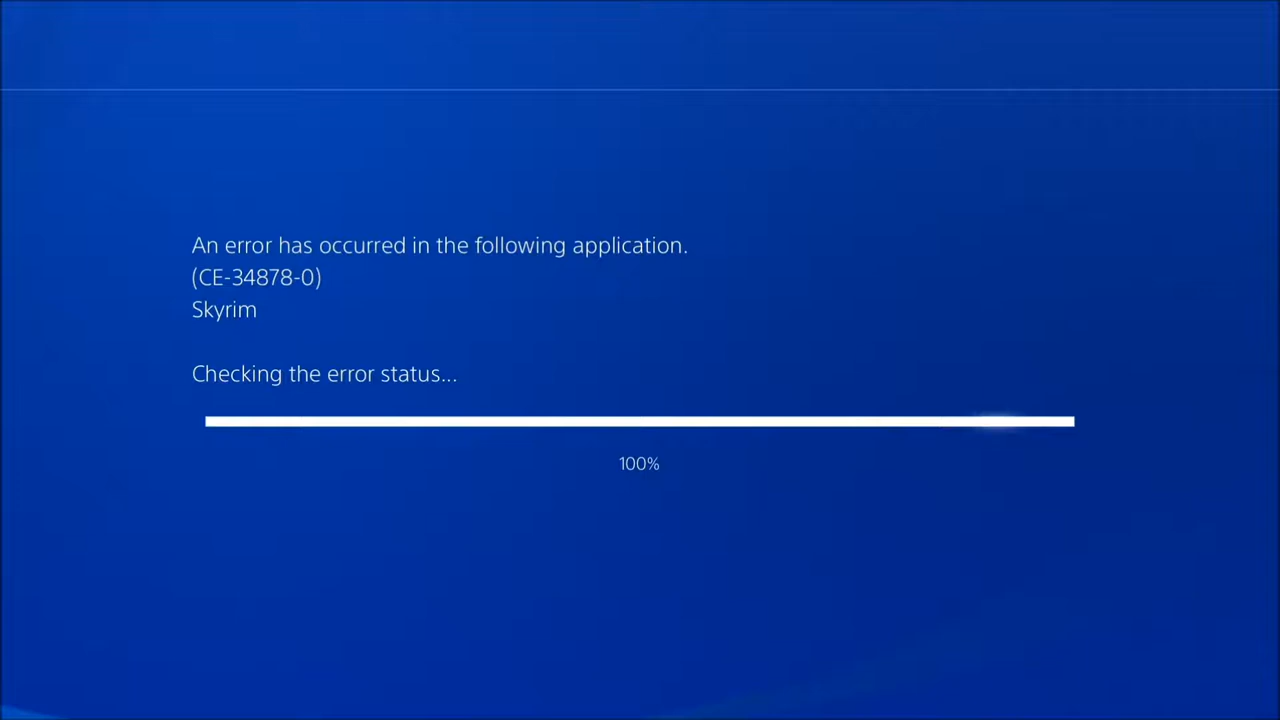 An error has occurred in the following application.
(CE-34878-0)
Skyrim
Checking the error status...
100%